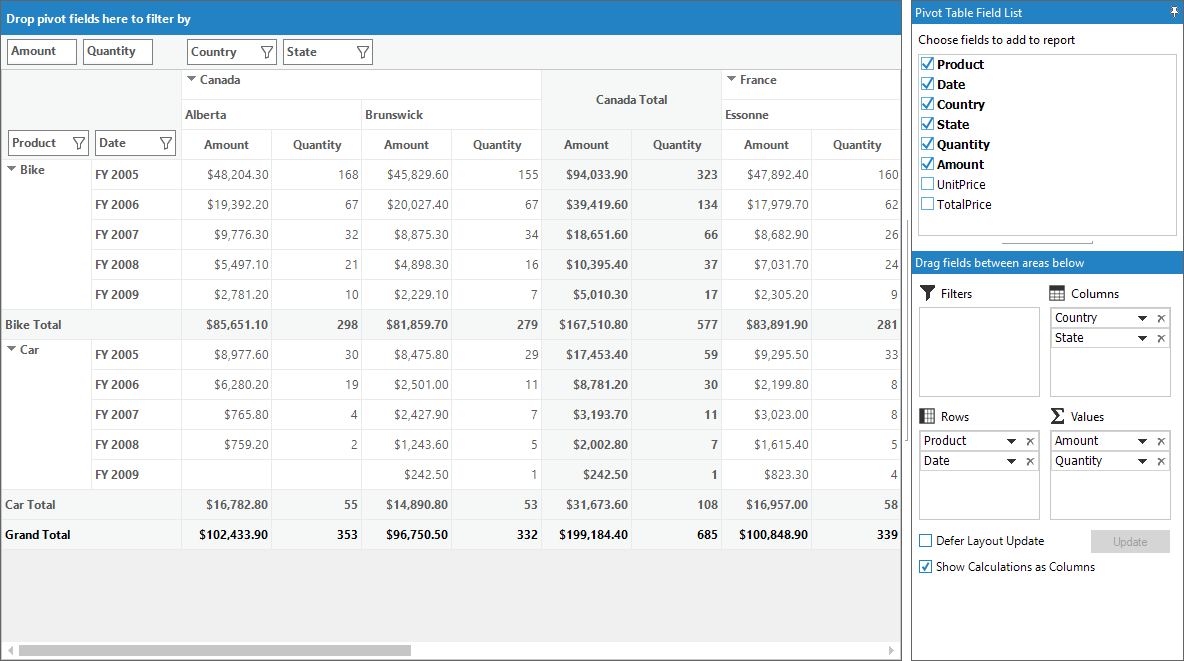 Drop pivot fields here to filter by
Amount Quantity Country State
Canada Canada Total France
Alberta Brunswick Essonne
Product Date Amount Quantity Amount Quantity Amount Quantity Amount Quantity
Bike FY 2005 $48,204.30 168 $45,829.60 155 $94,033.90 323 $47,892.40 160
FY 2006 $19,392.20 67 $20,027.40 67 $39,419.60 134 $17,979.70 62
FY 2007 $9,776.30 32 $8,875.30 34 $18,651.60 66 $8,682.90 26
FY 2008 $5,497.10 21 $4,898.30 16 $10,395.40 37 $7,031.70 24
FY 2009 $2,781.20 10 $2,229.10 7 $5,010.30 17 $2,305.20 9
Bike Total $85,651.10 298 $81,859.70 279 $167,510.80 577 $83,891.90 281
Car FY 2005 $8,977.60 30 $8,475.80 29 $17,453.40 59 $9,295.50 33
FY 2006 $6,280.20 19 $2,501.00 11 $8,781.20 30 $2,199.80 8
FY 2007 $765.80 4 $2,427.90 7 $3,193.70 11 $3,023.00 8
FY 2008 $759.20 2 $1,243.60 5 $2,002.80 7 $1,615.40 5
FY 2009 $242.50 1 $242.50 1 $823.30 4
Car Total $16,782.80 55 $14,890.80 53 $31,673.60 108 $16,957.00 58
Grand Total $102,433.90 353 $96,750.50 332 $199,184.40 685 $100,848.90 339
Pivot Table Field List
Choose fields to add to report
Product
Date
Country
State
Quantity
Amount
UnitPrice
TotalPrice
Drag fields between areas below
Filters Columns
Country
State
Rows Values
Product Amount
Date Quantity
Defer Layout Update Update
Show Calculations as Columns